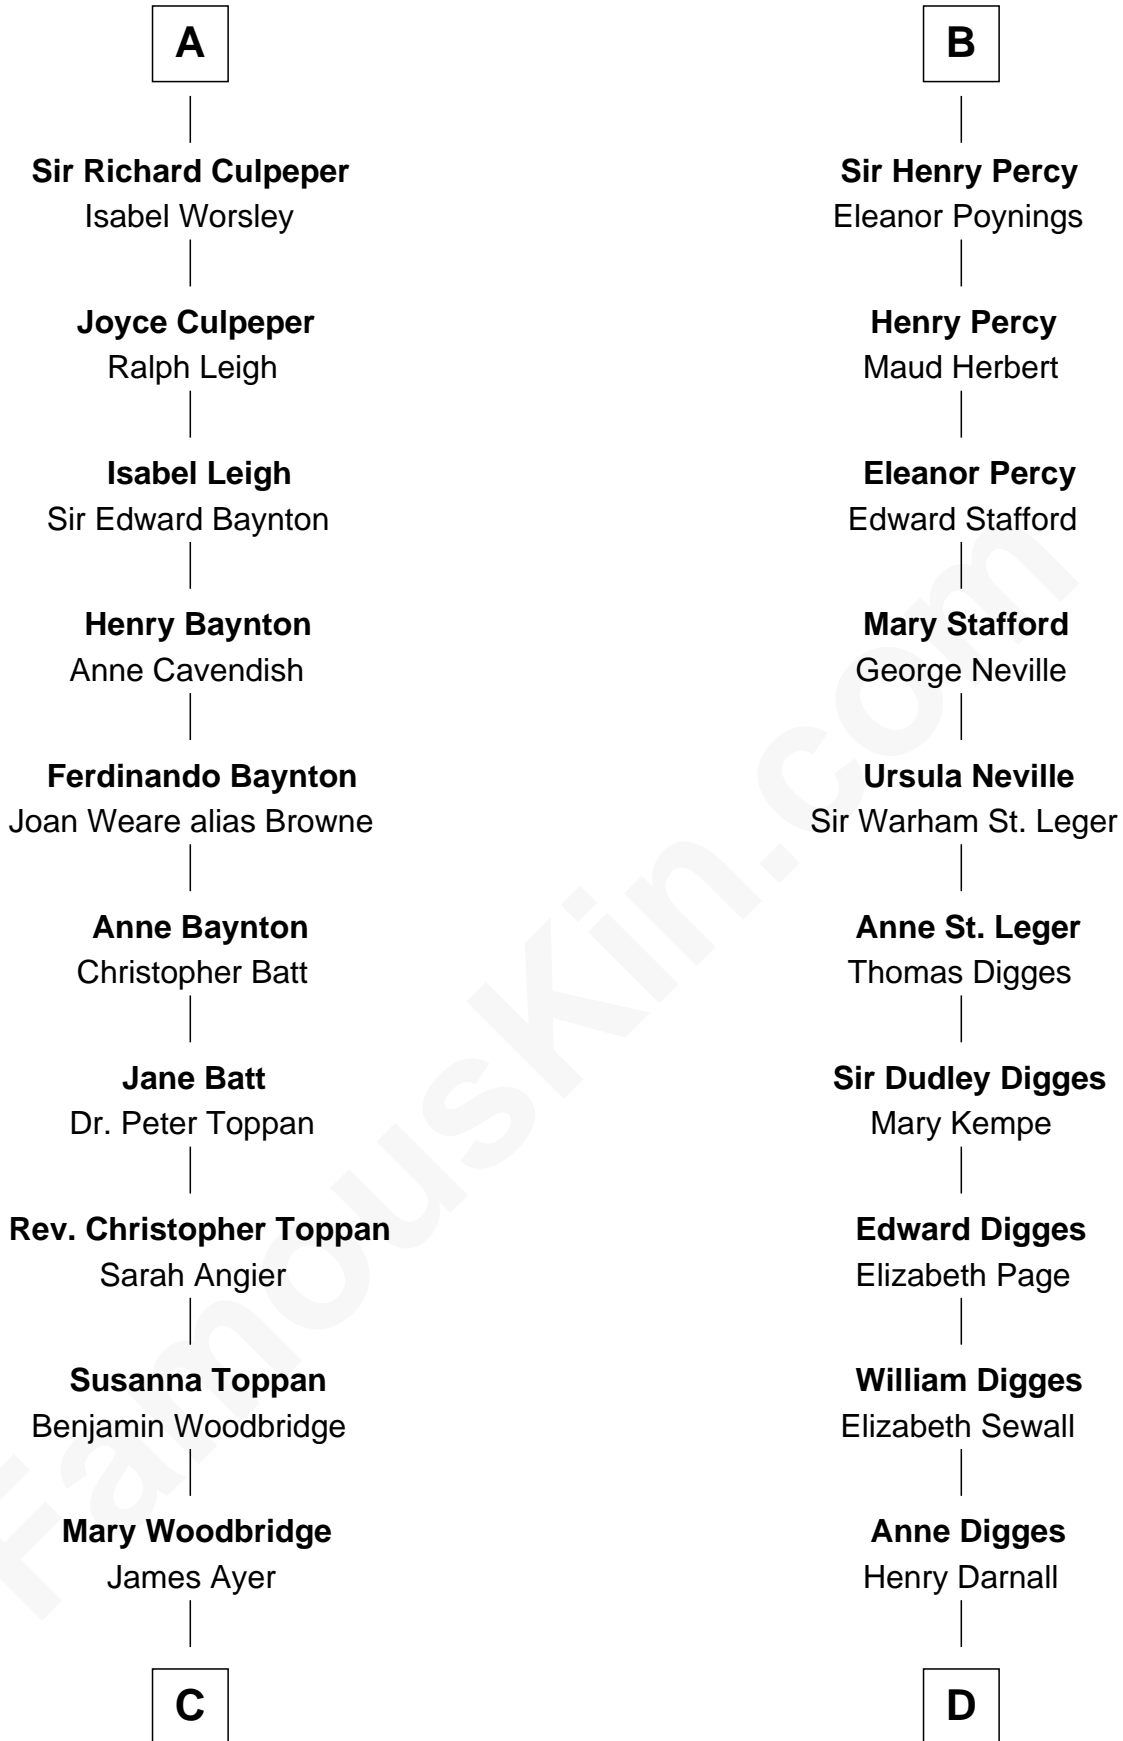 A
Sir Richard Culpeper
Isabel Worsley
Joyce Culpeper
Ralph Leigh
Isabel Leigh
Sir Edward Baynton
Henry Baynton
Anne Cavendish
Ferdinando Baynton
Joan Weare alias Browne
Anne Baynton
Christopher Batt
Jane Batt
Dr. Peter Toppan
Rev. Christopher Toppan
Sarah Angier
Susanna Toppan
Benjamin Woodbridge
Mary Woodbridge
James Ayer
C
B
Sir Henry Percy
Eleanor Poynings
Henry Percy
Maud Herbert
Eleanor Percy
Edward Stafford
Mary Stafford
George Neville
Ursula Neville
Sir Warham St. Leger
Anne St. Leger
Thomas Digges
Sir Dudley Digges
Mary Kempe
Edward Digges
Elizabeth Page
William Digges
Elizabeth Sewall
Anne Digges
Henry Darnall
D
FamousKin.com